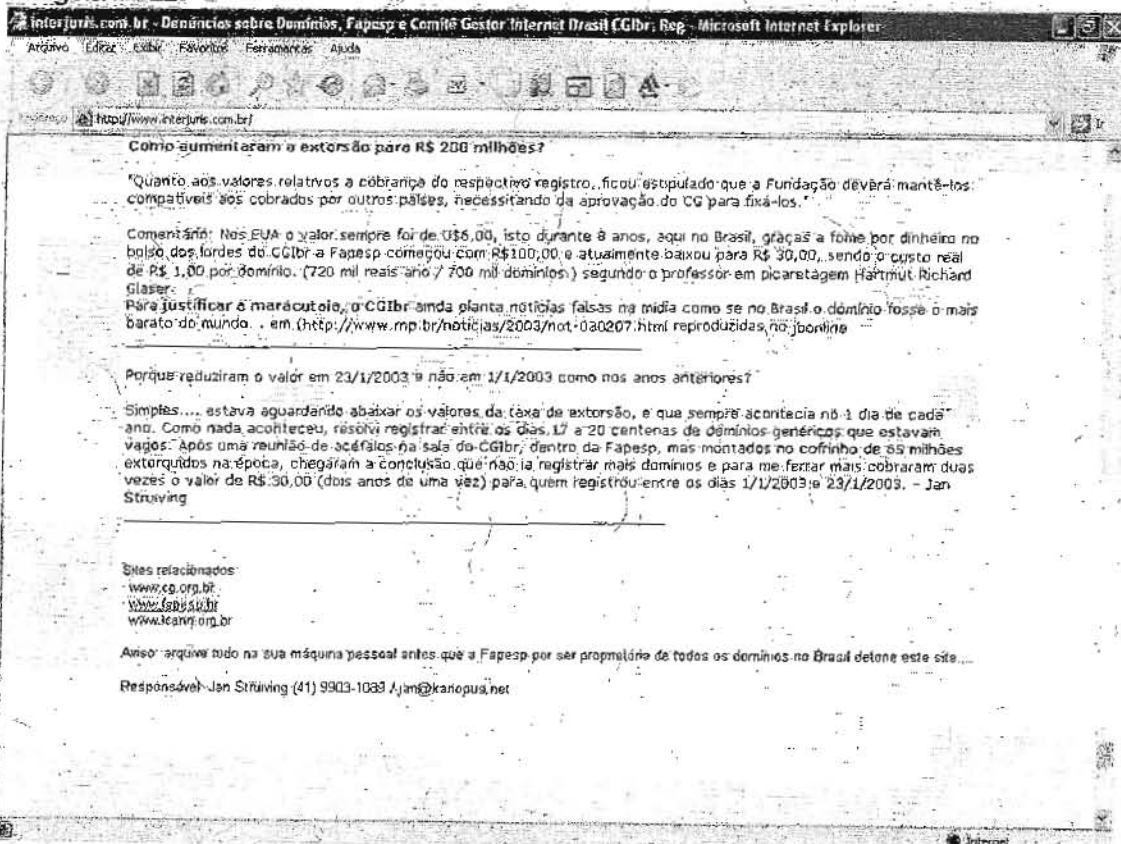 interjuris.com.br - Denúncias sobre Domínios, Fapesp e Comitê Gestor Internet Brasil CGIbr, Reg - Microsoft Internet Explorer
Arquivo Editar Exibir Favoritos Ferramentas Ajuda
http://www.interjuris.com.br/
Ir
Como aumentaram a extorsão para R$ 200 milhões?
"Quanto aos valores relativos a cobrança do respectivo registro, ficou estipulado que a Fundação deverá mantê-los
compatíveis aos cobrados por outros países, necessitando da aprovação do CG para fixá-los."
Comentário: Nos EUA o valor sempre foi de U$6,00, isto durante 8 anos, aqui no Brasil, graças a fome por dinheiro no
bolso dos lordes do CGIbr a Fapesp começou com R$100,00 e atualmente baixou para R$ 30,00, sendo o custo real
de R$ 1,00 por domínio. (720 mil reais ano / 700 mil domínios.) segundo o professor em picaretagem Hartmut Richard
Glaser.
Para justificar a maracutaia, o CGIbr ainda planta notícias falsas na mídia como se no Brasil o domínio fosse o mais
barato do mundo. . em (http://www.rnp.br/noticias/2003/not-030207.html reproduzidas no jbonline
Porque reduziram o valor em 23/1/2003 e não em 1/1/2003 como nos anos anteriores?
Simples.... estava aguardando abaixar os valores da taxa de extorsão, e que sempre acontecia no 1 dia de cada
ano. Como nada aconteceu, resolvi registrar entre os dias 17 a 20 centenas de domínios genéricos que estavam
vagos. Após uma reunião de acéfalos na sala do CGIbr, dentro da Fapesp, mas montados no cofrinho de 65 milhões
extorquidos na época, chegaram a conclusão que não ia registrar mais domínios e para me ferrar mais cobraram duas
vezes o valor de R$ 30,00 (dois anos de uma vez) para quem registrou entre os dias 1/1/2003 e 23/1/2003. - Jan
Struiving
Sites relacionados
www.cg.org.br
www.fapesp.br
www.icann.org.br
Aviso: arquive tudo na sua máquina pessoal antes que a Fapesp por ser proprietária de todos os domínios no Brasil detone este site....
Responsável Jan Struiving (41) 9903-1089 / jan@kanopus.net
Internet